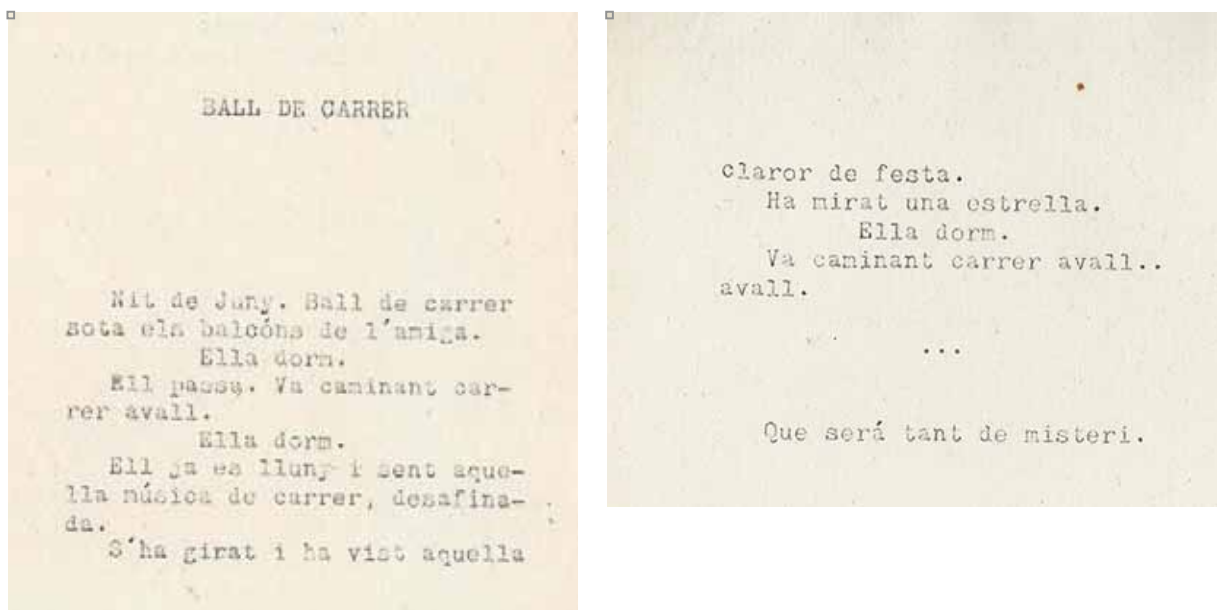 BALL DE CARRER
Nit de Juny. Ball de carrer
sota els balcóns de l'amiga.
Ella dorm.
Ell passa. Va caminant car-
rer avall.
Ella dorm.
Ell ja es lluny i sent aque-
lla música de carrer, desafina-
da.
S'ha girat i ha vist aquella
claror de festa.
Ha mirat una estrella.
Ella dorm.
Va caminant carrer avall..
avall.
...
Que será tant de misteri.